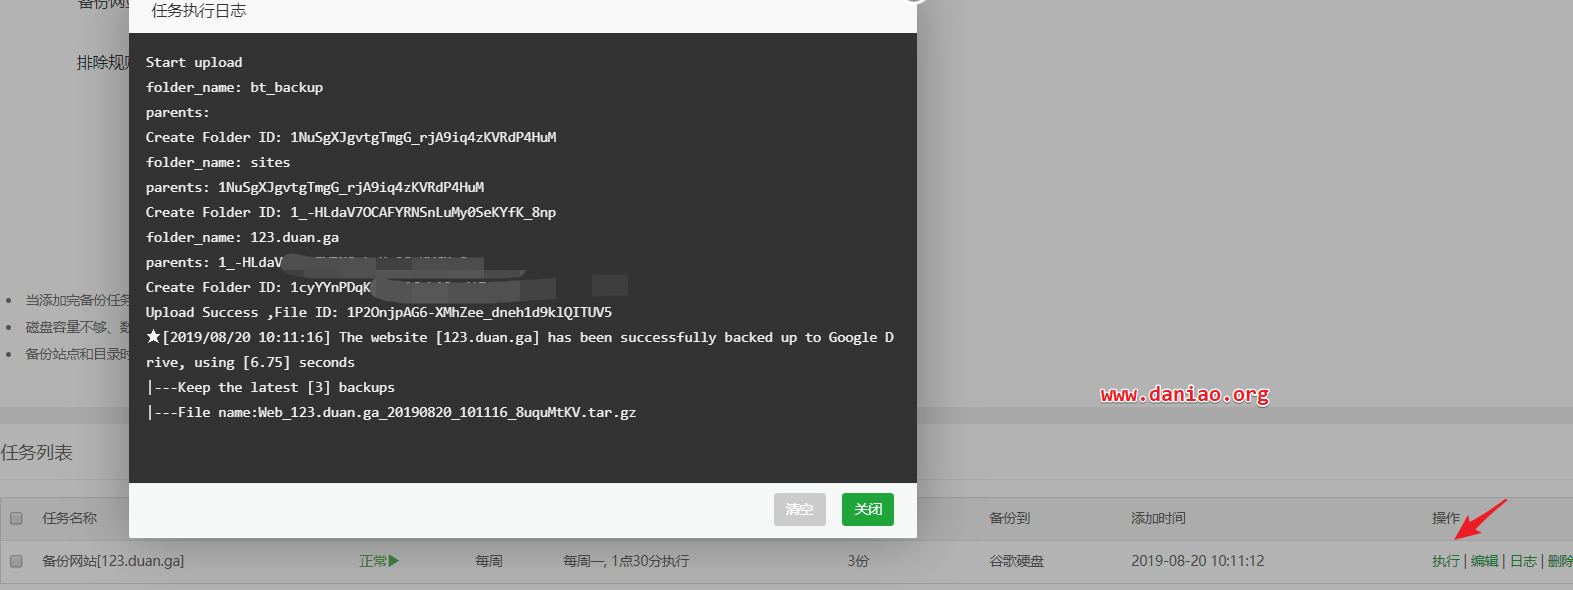 备份网
任务执行日志
排除规
Start upload
folder_name: bt_backup
parents:
Create Folder ID: 1NuSgXJgvtgTmgG_rjA9iq4zKVRdP4HuM
folder_name: sites
parents: 1NuSgXJgvtgTmgG_rjA9iq4zKVRdP4HuM
Create Folder ID: 1_-HLdaV7OCAFYRNSnLuMy0SeKYfK_8np
folder_name: 123.duan.ga
parents: 1_-HLdaV
Create Folder ID: 1cyYYnPDqK
Upload Success ,File ID: 1P2OnjpAG6-XMhZee_dneh1d9klQITUV5
★[2019/08/20 10:11:16] The website [123.duan.ga] has been successfully backed up to Google D
rive, using [6.75] seconds
|---Keep the latest [3] backups
|---File name:Web_123.duan.ga_20190820_101116_8uquMtKV.tar.gz
清空 关闭
当添加完备份任务
磁盘容量不够、数
备份站点和目录时
www.daniao.org
任务列表
任务名称 备份到 添加时间 操作
备份网站[123.duan.ga] 正常 每周 每周一, 1点30分执行 3份 谷歌硬盘 2019-08-20 10:11:12 执行 | 编辑 | 日志 | 删除